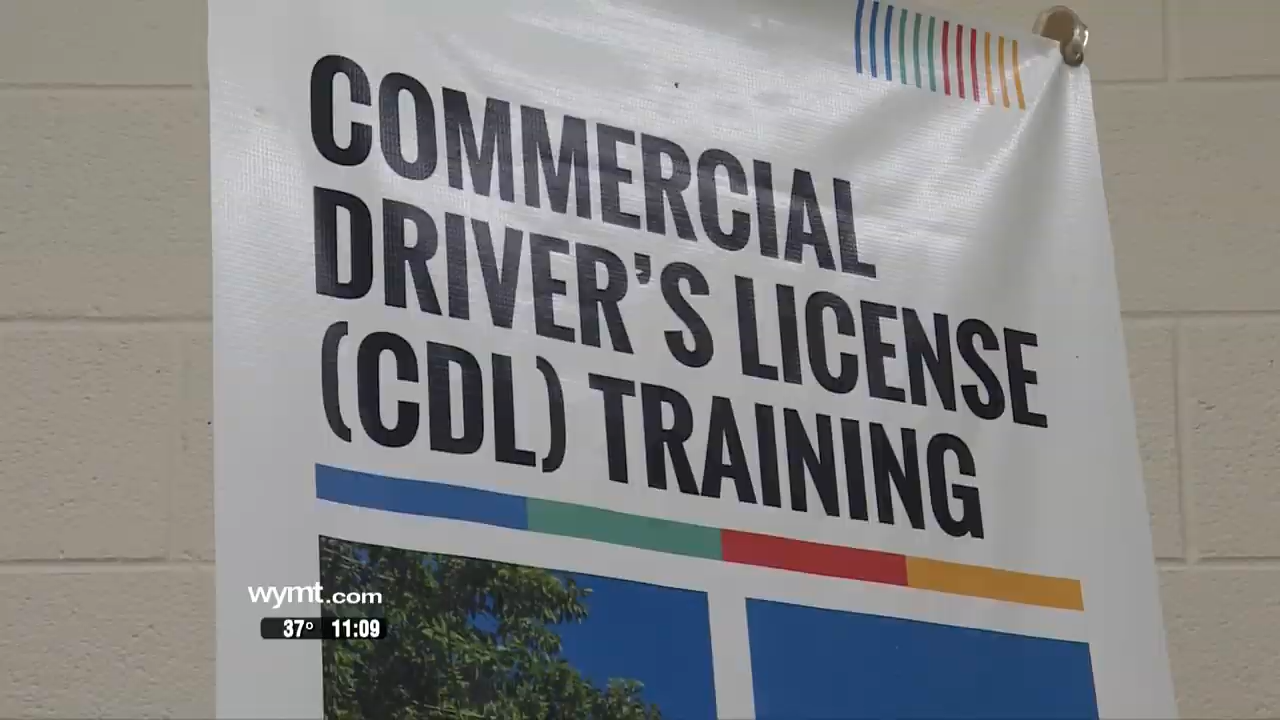 COMMERCIAL
DRIVER'S LICENSE
(CDL) TRAINING
wymt.com
37° 11:09